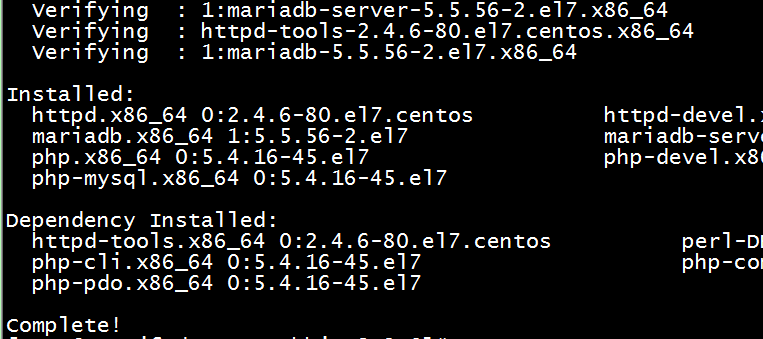 Verifying : 1:mariadb-server-5.5.56-2.el7.x86_64
Verifying : httpd-tools-2.4.6-80.el7.centos.x86_64
Verifying : 1:mariadb-5.5.56-2.el7.x86_64
Installed:
httpd.x86_64 0:2.4.6-80.el7.centos httpd-devel.x
mariadb.x86_64 1:5.5.56-2.el7 mariadb-serve
php.x86_64 0:5.4.16-45.el7 php-devel.x8
php-mysql.x86_64 0:5.4.16-45.el7
Dependency Installed:
httpd-tools.x86_64 0:2.4.6-80.el7.centos perl-D
php-cli.x86_64 0:5.4.16-45.el7 php-co
php-pdo.x86_64 0:5.4.16-45.el7
Complete!